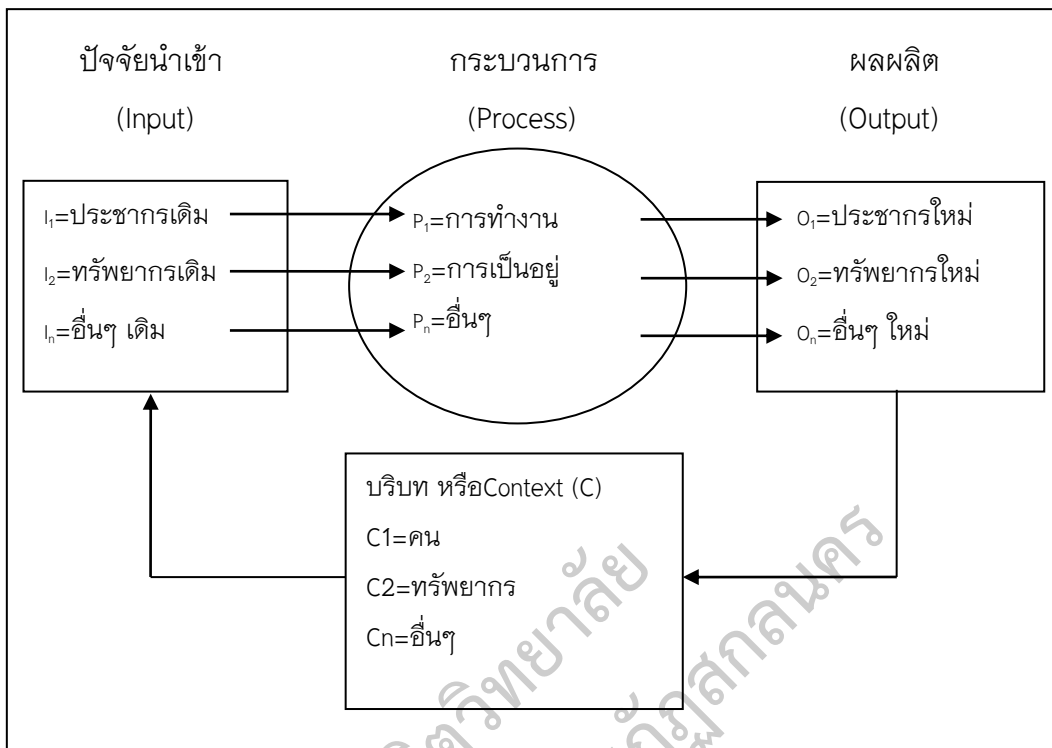 ปัจจัยนำเข้า
(Input)
กระบวนการ
(Process)
ผลผลิต
(Output)
I₁=ประชากรเดิม
I₂=ทรัพยากรเดิม
Iₙ=อื่นๆ เดิม
P₁=การทำงาน
P₂=การเป็นอยู่
Pₙ=อื่นๆ
O₁=ประชากรใหม่
O₂=ทรัพยากรใหม่
Oₙ=อื่นๆ ใหม่
บริบท หรือContext (C)
C1=คน
C2=ทรัพยากร
Cn=อื่นๆ